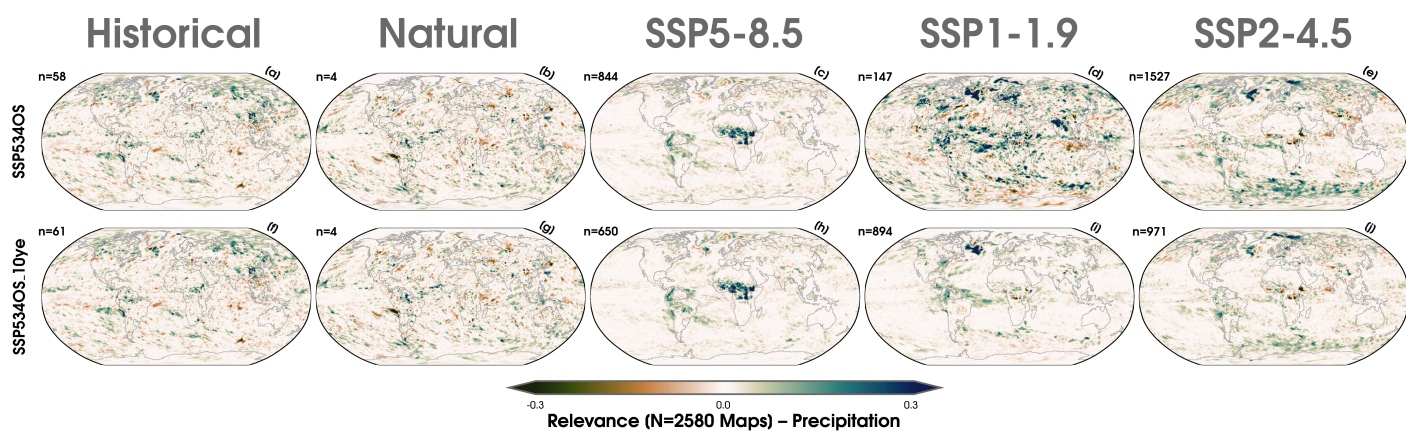 Historical Natural SSP5-8.5 SSP1-1.9 SSP2-4.5
SSP534OS
n=58 (a) n=4 (b) n=844 (c) n=147 (d) n=1527 (e)
SSP534OS_10ye
n=61 (f) n=4 (g) n=650 (h) n=894 (i) n=971 (j)
-0.3 0.0 0.3
Relevance [N=2580 Maps] – Precipitation